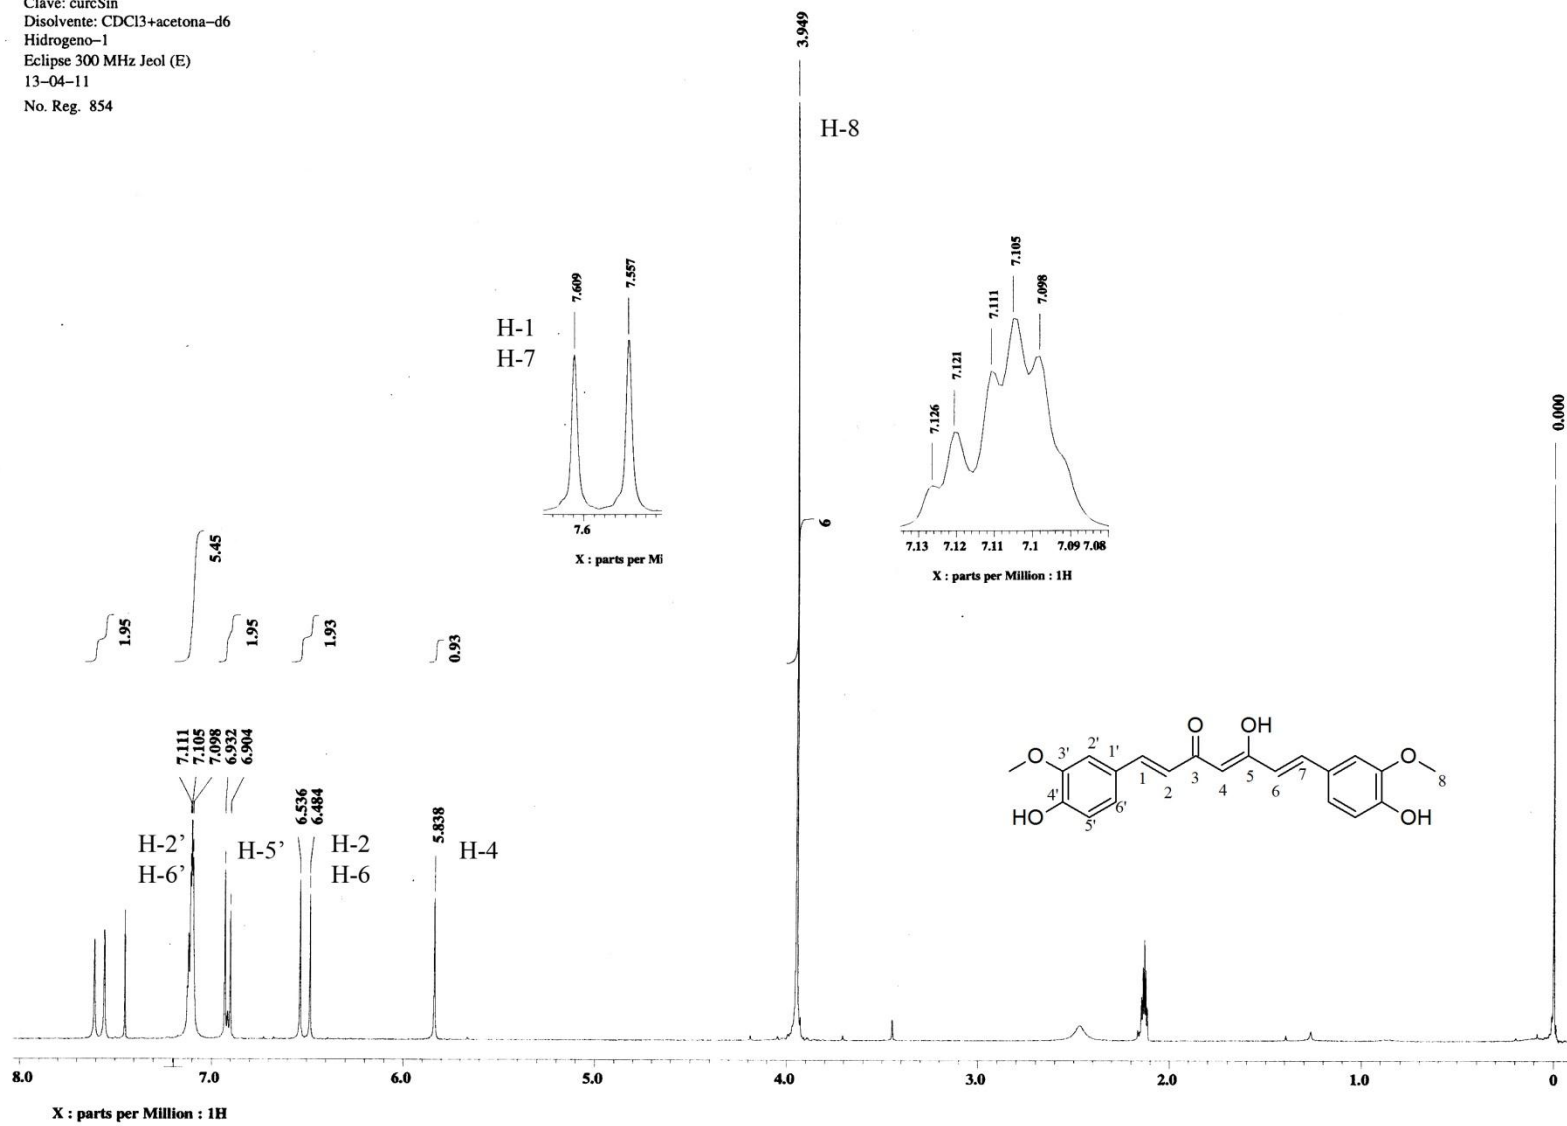 Clave: curcSin
Disolvente: CDCl3+acetona-d6
Hidrogeno-1
Eclipse 300 MHz Jeol (E)
13-04-11
No. Reg. 854
3.949
H-8
7.609
7.557
H-1
H-7
7.6
X : parts per Mi
7.126
7.121
7.111
7.105
7.098
7.13 7.12 7.11 7.1 7.09 7.08
X : parts per Million : 1H
0.000
1.95
5.45
1.95
1.93
0.93
6
7.111
7.105
7.098
6.932
6.904
6.536
6.484
5.838
H-2’
H-6’
H-5’
H-2
H-6
H-4
O
OH
O
3'
2'
1'
4'
5'
6'
HO
1
2
3
4
5
6
7
O
8
OH
8.0 7.0 6.0 5.0 4.0 3.0 2.0 1.0 0
X : parts per Million : 1H